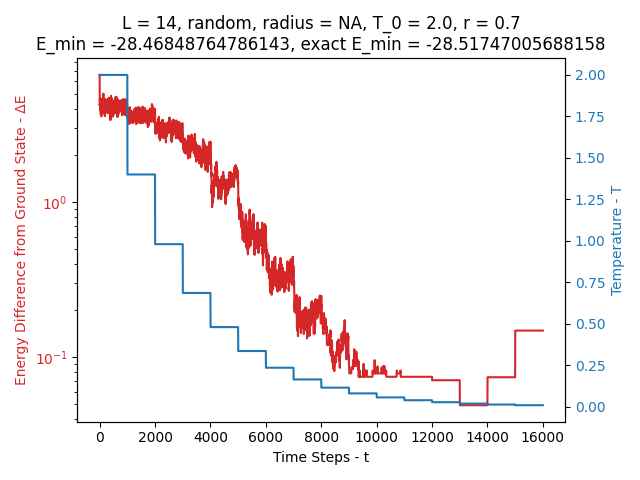 L = 14, random, radius = NA, T_0 = 2.0, r = 0.7
E_min = -28.46848764786143, exact E_min = -28.51747005688158
Energy Difference from Ground State - ΔE
10⁰
10⁻¹
2.00
1.75
1.50
1.25
1.00
0.75
0.50
0.25
0.00
Temperature - T
0 2000 4000 6000 8000 10000 12000 14000 16000
Time Steps - t